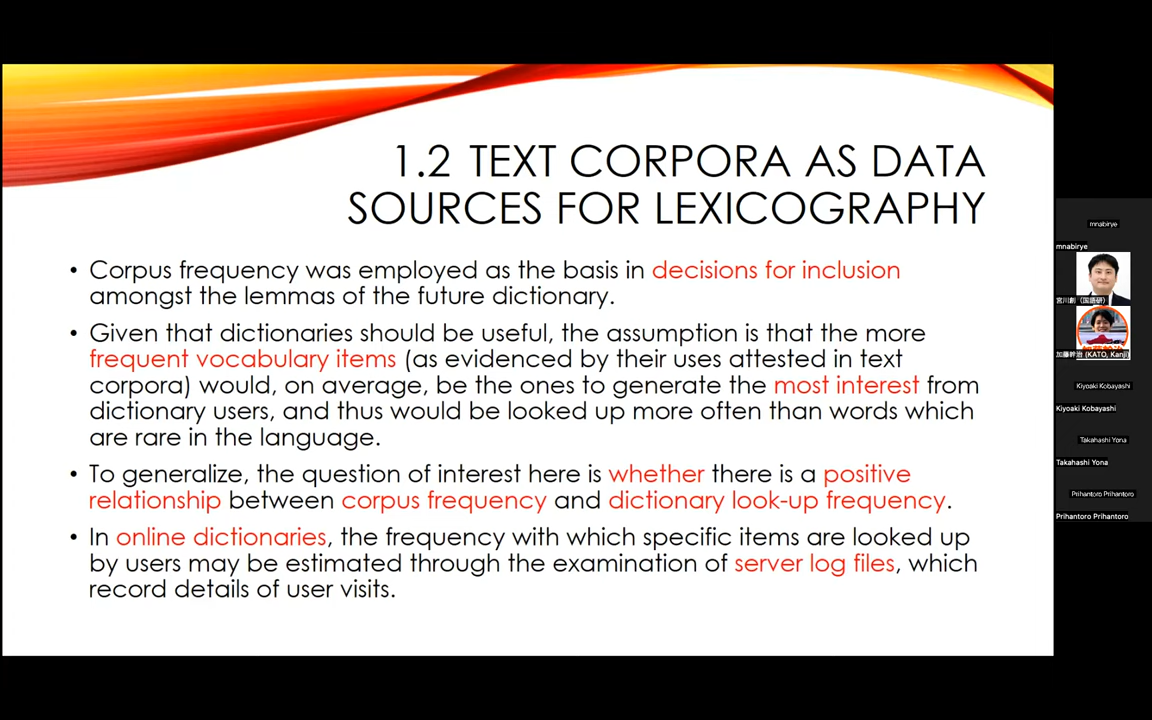 1.2 TEXT CORPORA AS DATA
SOURCES FOR LEXICOGRAPHY
• Corpus frequency was employed as the basis in decisions for inclusion
amongst the lemmas of the future dictionary.
• Given that dictionaries should be useful, the assumption is that the more
frequent vocabulary items (as evidenced by their uses attested in text
corpora) would, on average, be the ones to generate the most interest from
dictionary users, and thus would be looked up more often than words which
are rare in the language.
• To generalize, the question of interest here is whether there is a positive
relationship between corpus frequency and dictionary look-up frequency.
• In online dictionaries, the frequency with which specific items are looked up
by users may be estimated through the examination of server log files, which
record details of user visits.
mnabirye
mnabirye
宮川創（国語研）
加藤幹治 (KATO, Kanji)
Kiyoaki Kobayashi
Kiyoaki Kobayashi
Takahashi Yona
Takahashi Yona
Prihantoro Prihantoro
Prihantoro Prihantoro